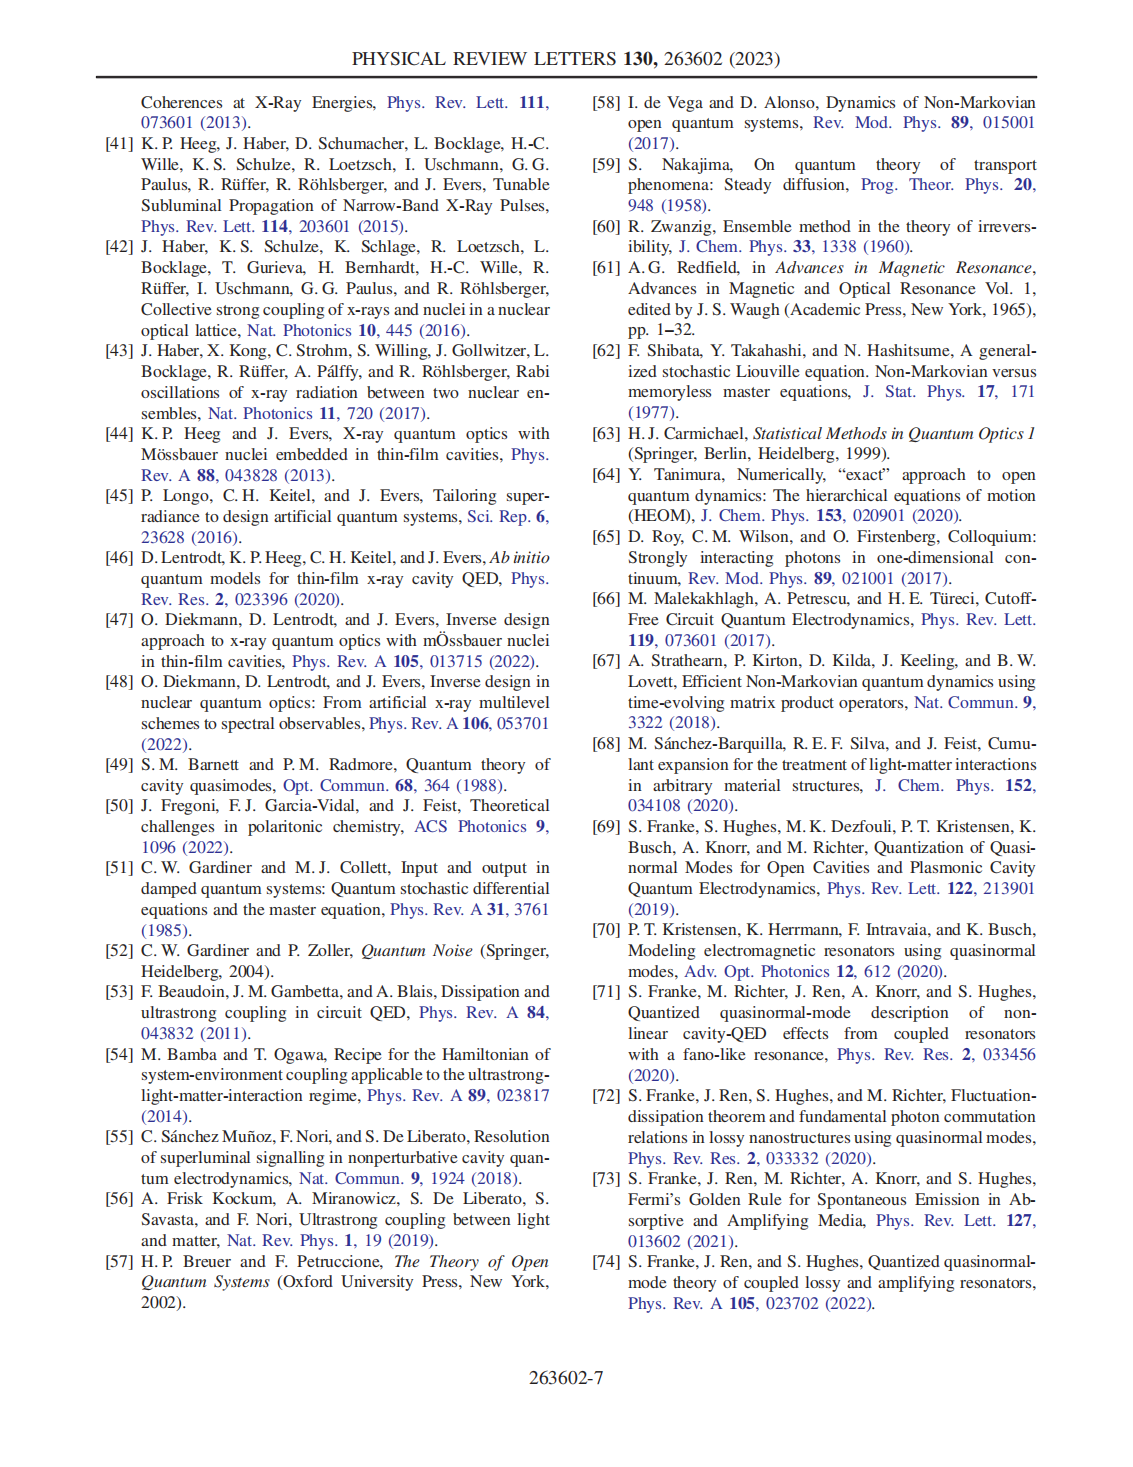 PHYSICAL REVIEW LETTERS 130, 263602 (2023)
Coherences at X-Ray Energies, Phys. Rev. Lett. 111,
073601 (2013).
[41] K. P. Heeg, J. Haber, D. Schumacher, L. Bocklage, H.-C.
Wille, K. S. Schulze, R. Loetzsch, I. Uschmann, G. G.
Paulus, R. Rüffer, R. Röhlsberger, and J. Evers, Tunable
Subluminal Propagation of Narrow-Band X-Ray Pulses,
Phys. Rev. Lett. 114, 203601 (2015).
[42] J. Haber, K. S. Schulze, K. Schlage, R. Loetzsch, L.
Bocklage, T. Gurieva, H. Bernhardt, H.-C. Wille, R.
Rüffer, I. Uschmann, G. G. Paulus, and R. Röhlsberger,
Collective strong coupling of x-rays and nuclei in a nuclear
optical lattice, Nat. Photonics 10, 445 (2016).
[43] J. Haber, X. Kong, C. Strohm, S. Willing, J. Gollwitzer, L.
Bocklage, R. Rüffer, A. Pálffy, and R. Röhlsberger, Rabi
oscillations of x-ray radiation between two nuclear en-
sembles, Nat. Photonics 11, 720 (2017).
[44] K. P. Heeg and J. Evers, X-ray quantum optics with
Mössbauer nuclei embedded in thin-film cavities, Phys.
Rev. A 88, 043828 (2013).
[45] P. Longo, C. H. Keitel, and J. Evers, Tailoring super-
radiance to design artificial quantum systems, Sci. Rep. 6,
23628 (2016).
[46] D. Lentrodt, K. P. Heeg, C. H. Keitel, and J. Evers, Ab initio
quantum models for thin-film x-ray cavity QED, Phys.
Rev. Res. 2, 023396 (2020).
[47] O. Diekmann, D. Lentrodt, and J. Evers, Inverse design
approach to x-ray quantum optics with mÖssbauer nuclei
in thin-film cavities, Phys. Rev. A 105, 013715 (2022).
[48] O. Diekmann, D. Lentrodt, and J. Evers, Inverse design in
nuclear quantum optics: From artificial x-ray multilevel
schemes to spectral observables, Phys. Rev. A 106, 053701
(2022).
[49] S. M. Barnett and P. M. Radmore, Quantum theory of
cavity quasimodes, Opt. Commun. 68, 364 (1988).
[50] J. Fregoni, F. J. Garcia-Vidal, and J. Feist, Theoretical
challenges in polaritonic chemistry, ACS Photonics 9,
1096 (2022).
[51] C. W. Gardiner and M. J. Collett, Input and output in
damped quantum systems: Quantum stochastic differential
equations and the master equation, Phys. Rev. A 31, 3761
(1985).
[52] C. W. Gardiner and P. Zoller, Quantum Noise (Springer,
Heidelberg, 2004).
[53] F. Beaudoin, J. M. Gambetta, and A. Blais, Dissipation and
ultrastrong coupling in circuit QED, Phys. Rev. A 84,
043832 (2011).
[54] M. Bamba and T. Ogawa, Recipe for the Hamiltonian of
system-environment coupling applicable to the ultrastrong-
light-matter-interaction regime, Phys. Rev. A 89, 023817
(2014).
[55] C. Sánchez Muñoz, F. Nori, and S. De Liberato, Resolution
of superluminal signalling in nonperturbative cavity quan-
tum electrodynamics, Nat. Commun. 9, 1924 (2018).
[56] A. Frisk Kockum, A. Miranowicz, S. De Liberato, S.
Savasta, and F. Nori, Ultrastrong coupling between light
and matter, Nat. Rev. Phys. 1, 19 (2019).
[57] H. P. Breuer and F. Petruccione, The Theory of Open
Quantum Systems (Oxford University Press, New York,
2002).
[58] I. de Vega and D. Alonso, Dynamics of Non-Markovian
open quantum systems, Rev. Mod. Phys. 89, 015001
(2017).
[59] S. Nakajima, On quantum theory of transport
phenomena: Steady diffusion, Prog. Theor. Phys. 20,
948 (1958).
[60] R. Zwanzig, Ensemble method in the theory of irrevers-
ibility, J. Chem. Phys. 33, 1338 (1960).
[61] A. G. Redfield, in Advances in Magnetic Resonance,
Advances in Magnetic and Optical Resonance Vol. 1,
edited by J. S. Waugh (Academic Press, New York, 1965),
pp. 1–32.
[62] F. Shibata, Y. Takahashi, and N. Hashitsume, A general-
ized stochastic Liouville equation. Non-Markovian versus
memoryless master equations, J. Stat. Phys. 17, 171
(1977).
[63] H. J. Carmichael, Statistical Methods in Quantum Optics 1
(Springer, Berlin, Heidelberg, 1999).
[64] Y. Tanimura, Numerically, “exact” approach to open
quantum dynamics: The hierarchical equations of motion
(HEOM), J. Chem. Phys. 153, 020901 (2020).
[65] D. Roy, C. M. Wilson, and O. Firstenberg, Colloquium:
Strongly interacting photons in one-dimensional con-
tinuum, Rev. Mod. Phys. 89, 021001 (2017).
[66] M. Malekakhlagh, A. Petrescu, and H. E. Türeci, Cutoff-
Free Circuit Quantum Electrodynamics, Phys. Rev. Lett.
119, 073601 (2017).
[67] A. Strathearn, P. Kirton, D. Kilda, J. Keeling, and B. W.
Lovett, Efficient Non-Markovian quantum dynamics using
time-evolving matrix product operators, Nat. Commun. 9,
3322 (2018).
[68] M. Sánchez-Barquilla, R. E. F. Silva, and J. Feist, Cumu-
lant expansion for the treatment of light-matter interactions
in arbitrary material structures, J. Chem. Phys. 152,
034108 (2020).
[69] S. Franke, S. Hughes, M. K. Dezfouli, P. T. Kristensen, K.
Busch, A. Knorr, and M. Richter, Quantization of Quasi-
normal Modes for Open Cavities and Plasmonic Cavity
Quantum Electrodynamics, Phys. Rev. Lett. 122, 213901
(2019).
[70] P. T. Kristensen, K. Herrmann, F. Intravaia, and K. Busch,
Modeling electromagnetic resonators using quasinormal
modes, Adv. Opt. Photonics 12, 612 (2020).
[71] S. Franke, M. Richter, J. Ren, A. Knorr, and S. Hughes,
Quantized quasinormal-mode description of non-
linear cavity-QED effects from coupled resonators
with a fano-like resonance, Phys. Rev. Res. 2, 033456
(2020).
[72] S. Franke, J. Ren, S. Hughes, and M. Richter, Fluctuation-
dissipation theorem and fundamental photon commutation
relations in lossy nanostructures using quasinormal modes,
Phys. Rev. Res. 2, 033332 (2020).
[73] S. Franke, J. Ren, M. Richter, A. Knorr, and S. Hughes,
Fermi’s Golden Rule for Spontaneous Emission in Ab-
sorptive and Amplifying Media, Phys. Rev. Lett. 127,
013602 (2021).
[74] S. Franke, J. Ren, and S. Hughes, Quantized quasinormal-
mode theory of coupled lossy and amplifying resonators,
Phys. Rev. A 105, 023702 (2022).
263602-7